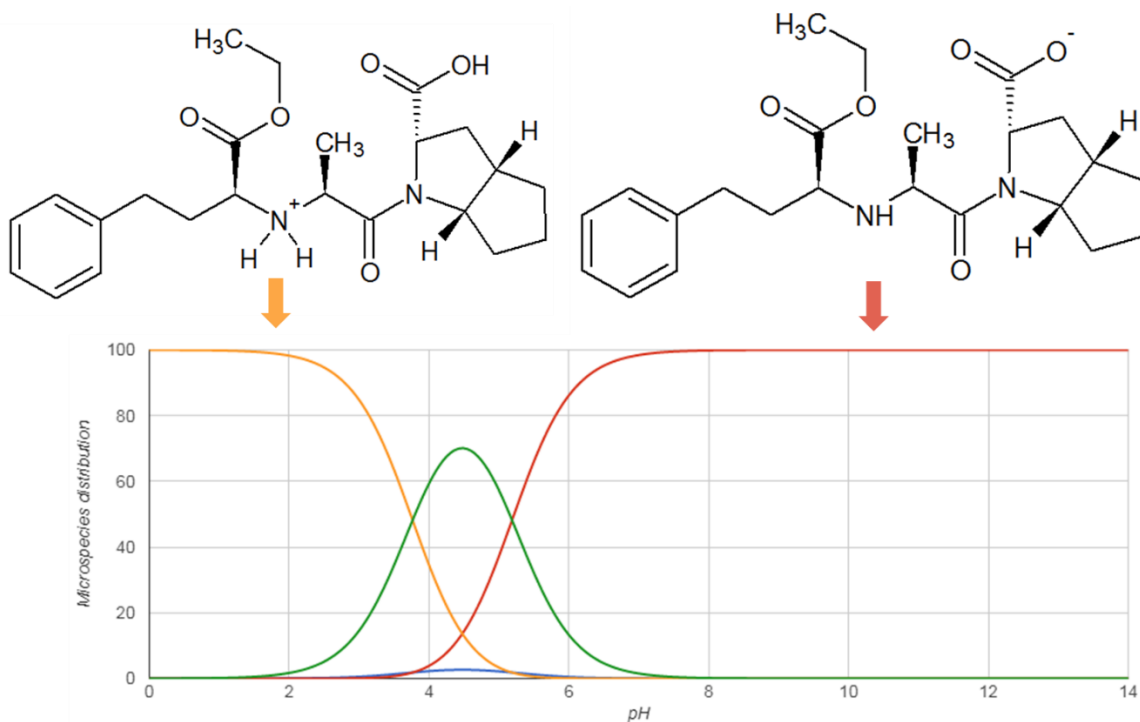 H₃C
H₃C
O
OH
O
O⁻
O
O
O
O
H
H
CH₃
CH₃
N
N
N⁺
NH
H H
H
H
O
O
100
80
60
40
20
0
Microspecies distribution
0 2 4 6 8 10 12 14
pH